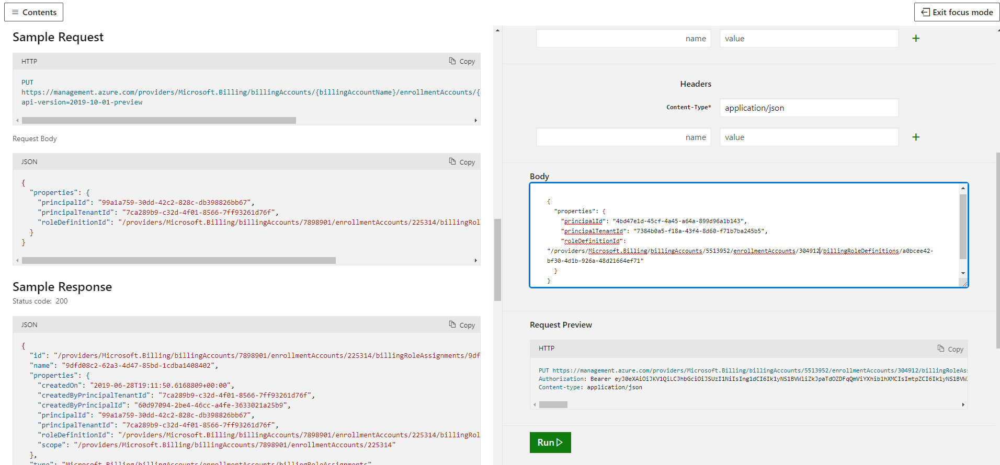 Contents
Exit focus mode
Sample Request
HTTP
Copy
PUT
https://management.azure.com/providers/Microsoft.Billing/billingAccounts/{billingAccountName}/enrollmentAccounts/{
api-version=2019-10-01-preview
Request Body
JSON
Copy
{
"properties": {
"principalId": "99a1a759-30dd-42c2-828c-db398826bb67",
"principalTenantId": "7ca289b9-c32d-4f01-8566-7ff93261d76f",
"roleDefinitionId": "/providers/Microsoft.Billing/billingAccounts/7898901/enrollmentAccounts/225314/billingRol
}
}
Sample Response
Status code: 200
JSON
Copy
{
"id": "/providers/Microsoft.Billing/billingAccounts/7898901/enrollmentAccounts/225314/billingRoleAssignments/9df
"name": "9dfd08c2-62a3-4d47-85bd-1cdba1408402",
"properties": {
"createdOn": "2019-06-28T19:11:50.6168809+00:00",
"createdByPrincipalTenantId": "7ca289b9-c32d-4f01-8566-7ff93261d76f",
"createdByPrincipalId": "60d97094-2be4-46cc-a4fe-3633021a25b9",
"principalId": "99a1a759-30dd-42c2-828c-db398826bb67",
"principalTenantId": "7ca289b9-c32d-4f01-8566-7ff93261d76f",
"roleDefinitionId": "/providers/Microsoft.Billing/billingAccounts/7898901/enrollmentAccounts/225314/billingRol
"scope": "/providers/Microsoft.Billing/billingAccounts/7898901/enrollmentAccounts/225314"
},
"type": "Microsoft.Billing/billingAccounts/enrollmentAccounts/billingRoleAssignments"
name value
Headers
Content-Type* application/json
name value
Body
{
"properties": {
"principalId": "4bd47e1d-45cf-4a45-a64a-899d96a1b143",
"principalTenantId": "7384b0a5-f18a-43f4-8d60-f71b7ba245b5",
"roleDefinitionId":
"/providers/Microsoft.Billing/billingAccounts/5513952/enrollmentAccounts/304912/billingRoleDefinitions/a0bcee42-
bf30-4d1b-926a-48d21664ef71"
}
}
Request Preview
HTTP
Copy
PUT https://management.azure.com/providers/Microsoft.Billing/billingAccounts/5513952/enrollmentAccounts/304912/billingRoleAs
Authorization: Bearer
Content-type: application/json
Run